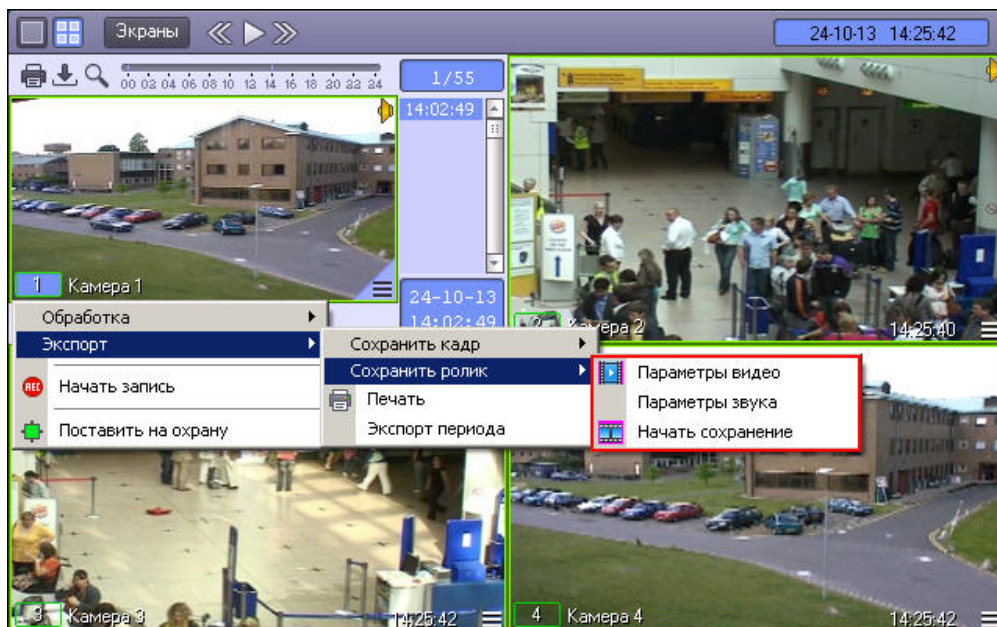 Экраны
24-10-13 14:25:42
00 02 04 06 08 10 12 14 16 18 20 22 24
1/55
14:02:49
1 Камера 1
24-10-13
14:02:49
2 Камера 2
14:25:40
Обработка
Экспорт
Начать запись
REC
Поставить на охрану
Сохранить кадр
Сохранить ролик
Печать
Экспорт периода
Параметры видео
Параметры звука
Начать сохранение
3 Камера 3
14:25:42
4 Камера 4
14:25:42